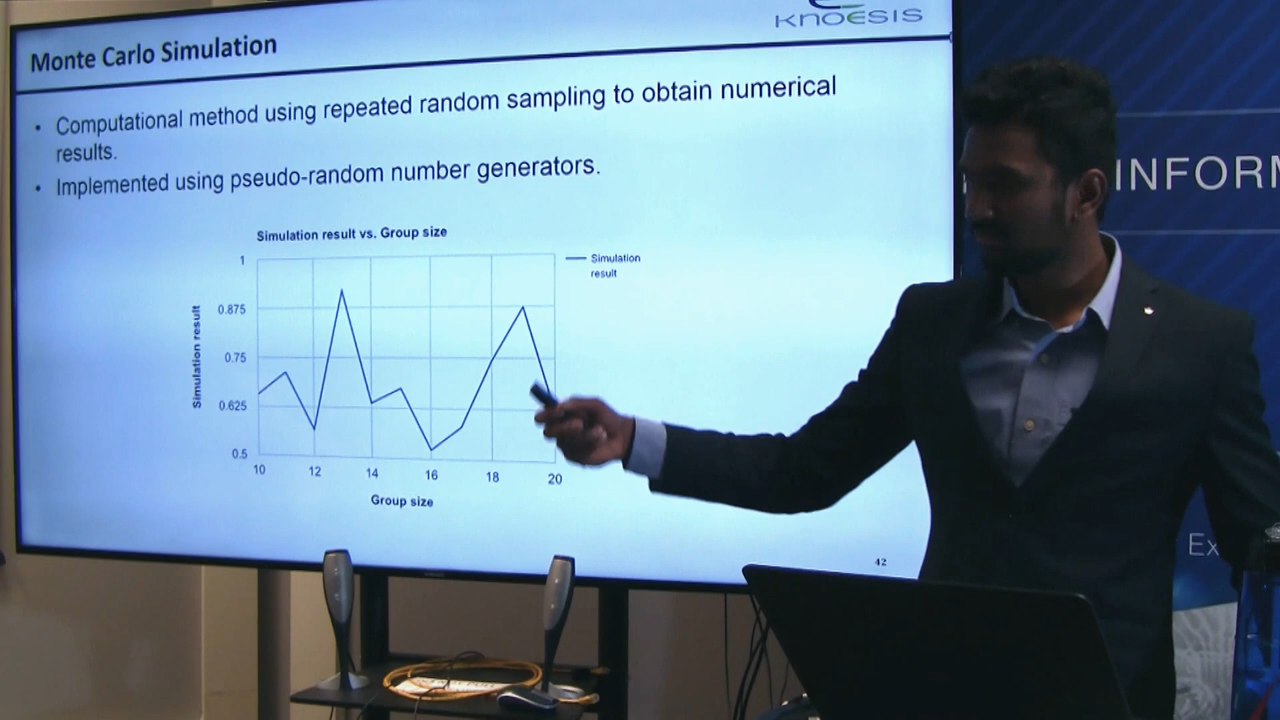 KNOESIS
Monte Carlo Simulation
• Computational method using repeated random sampling to obtain numerical
results.
• Implemented using pseudo-random number generators.
Simulation result vs. Group size
Simulation
result
Simulation result
1
0.875
0.75
0.625
0.5
10 12 14 16 18 20
Group size
42
INFORM
Ex